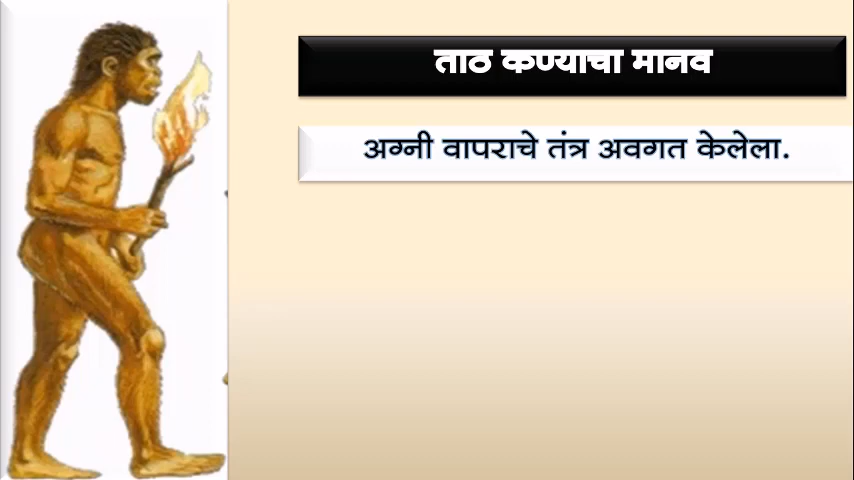 ताठ कण्याचा मानव
अग्नी वापराचे तंत्र अवगत केलेला.